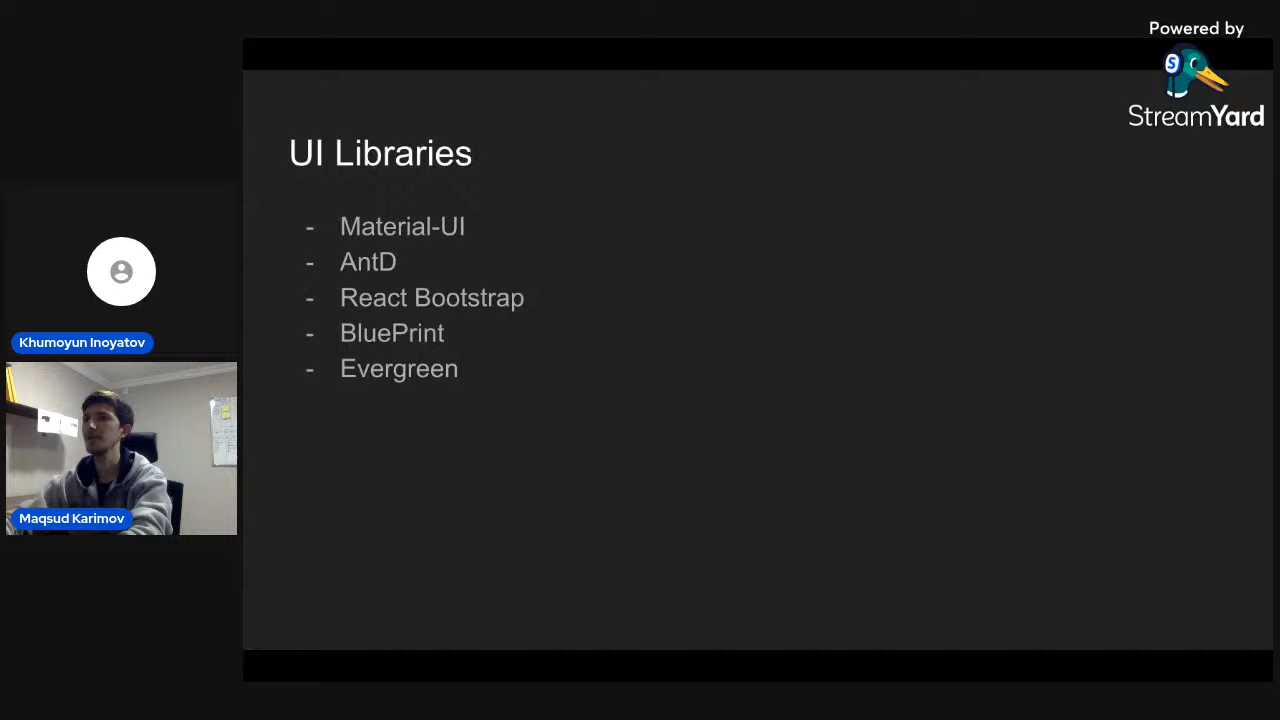 Powered by
S
StreamYard
UI Libraries
- Material-UI
- AntD
- React Bootstrap
- BluePrint
- Evergreen
Khumoyun Inoyatov
Maqsud Karimov